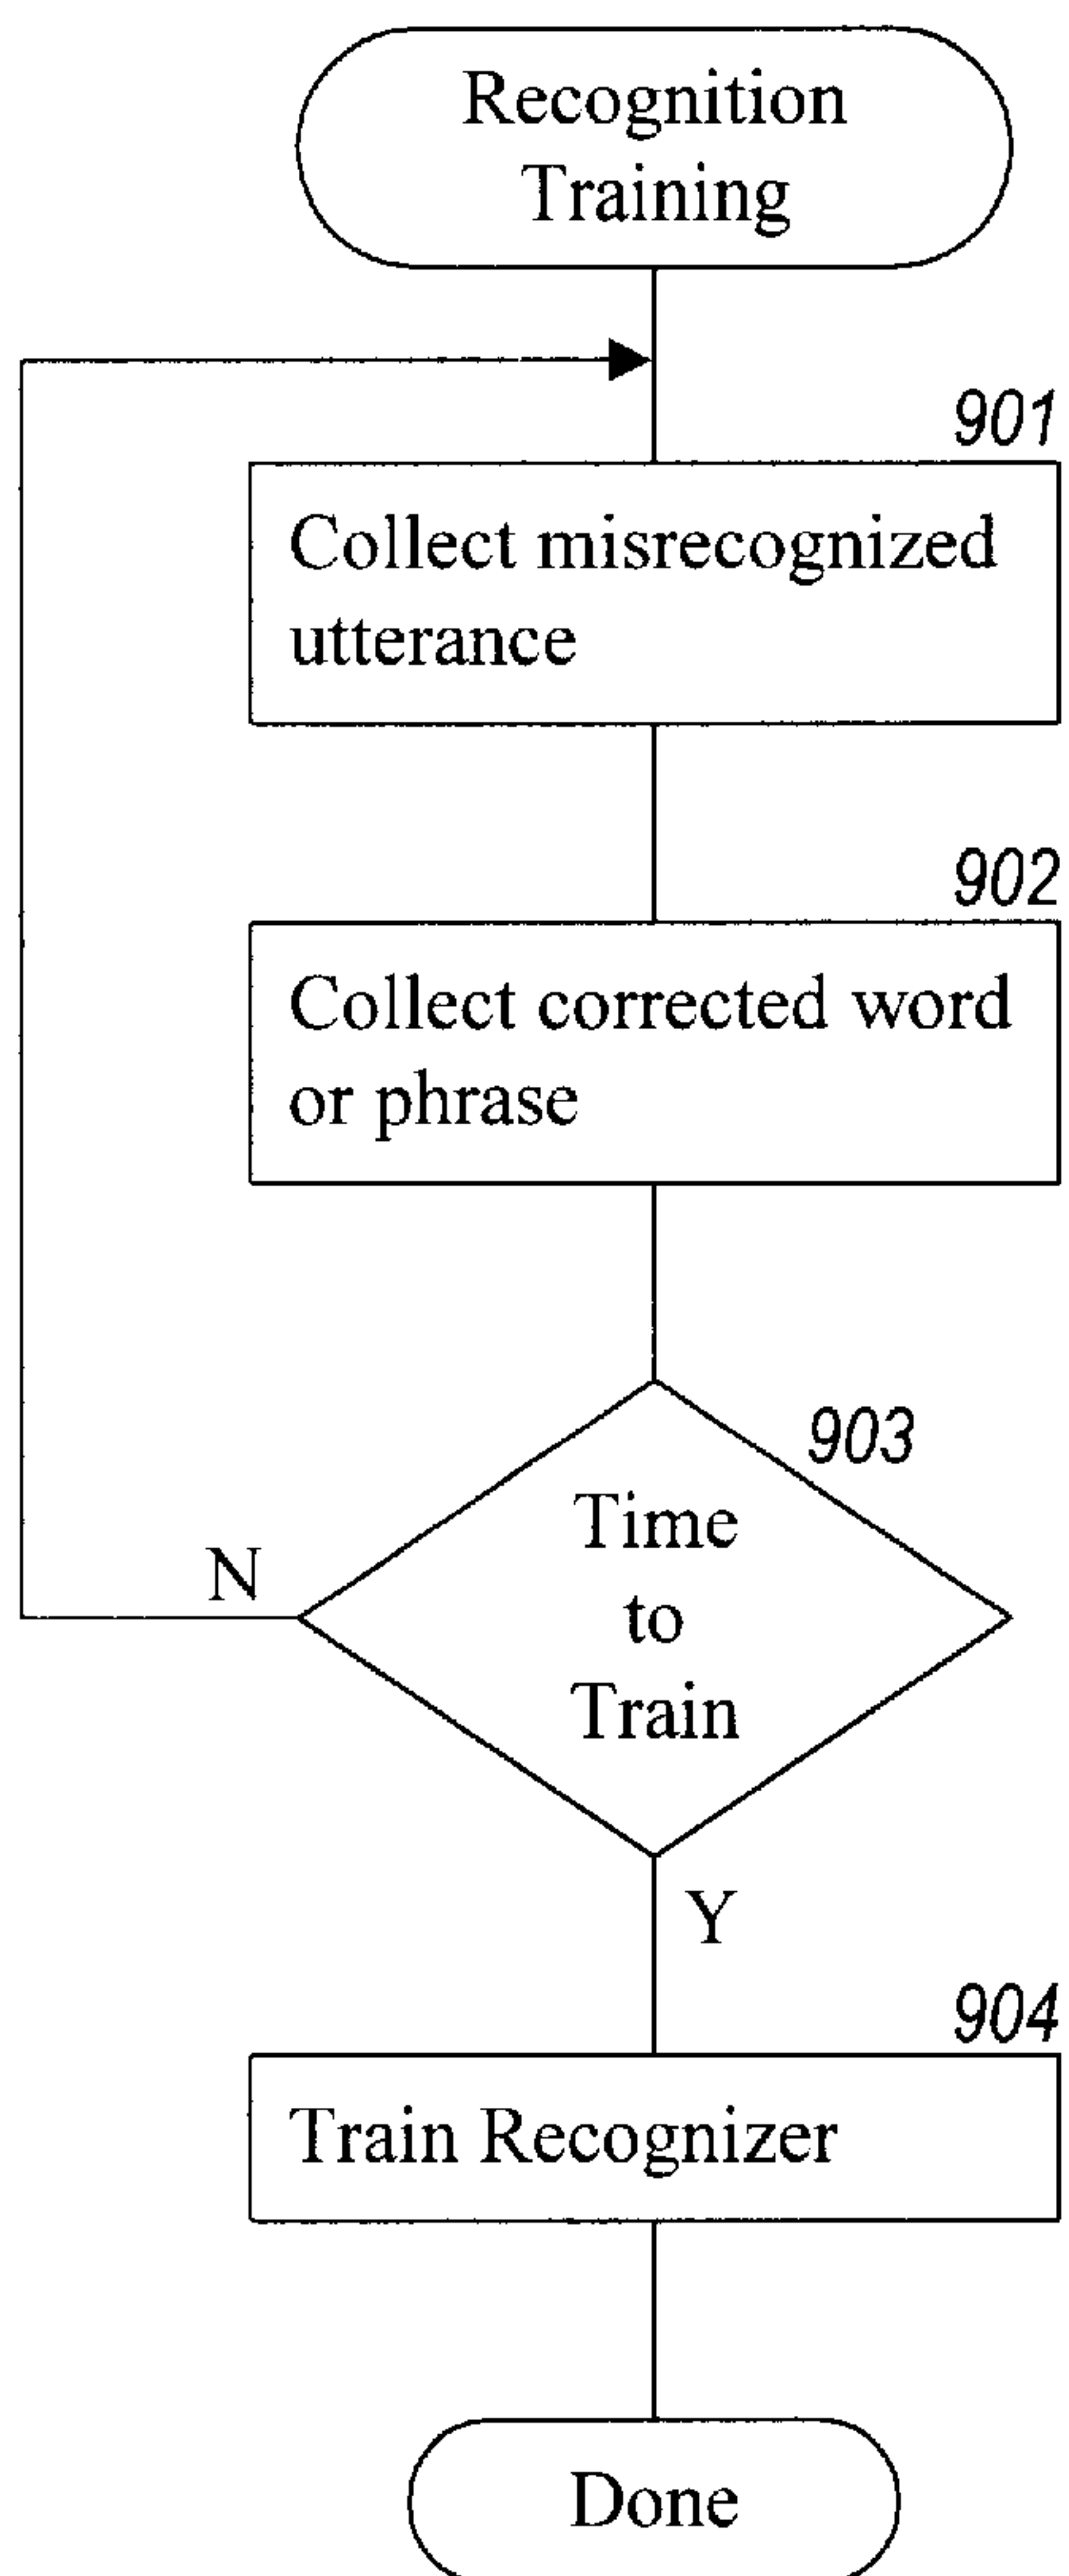 Recognition
Training
901
Collect misrecognized
utterance
902
Collect corrected word
or phrase
903
Time
to
Train
N
Y
904
Train Recognizer
Done